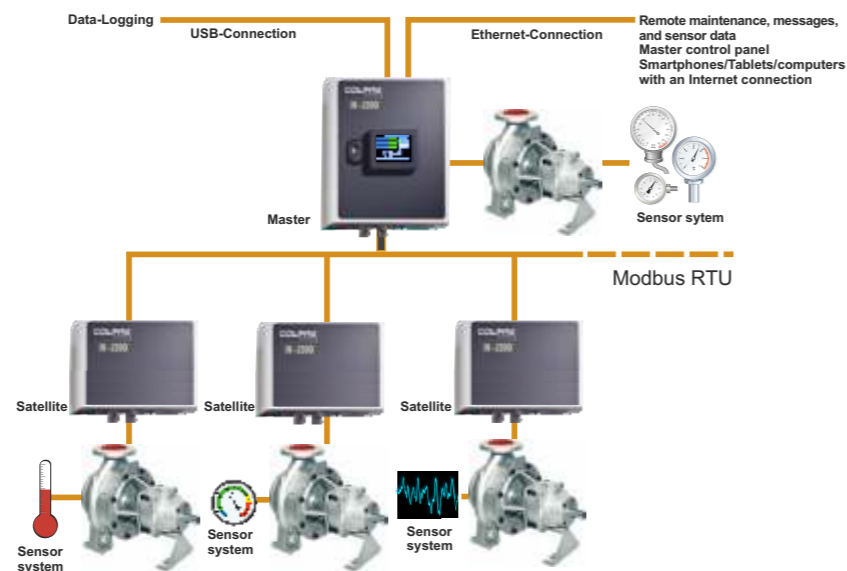 Data-Logging
USB-Connection
Ethernet-Connection
Remote maintenance, messages,
and sensor data
Master control panel
Smartphones/Tablets/computers
with an Internet connection
Master
Sensor sytem
Modbus RTU
Satellite
Satellite
Satellite
Sensor
system
Sensor
system
Sensor
system